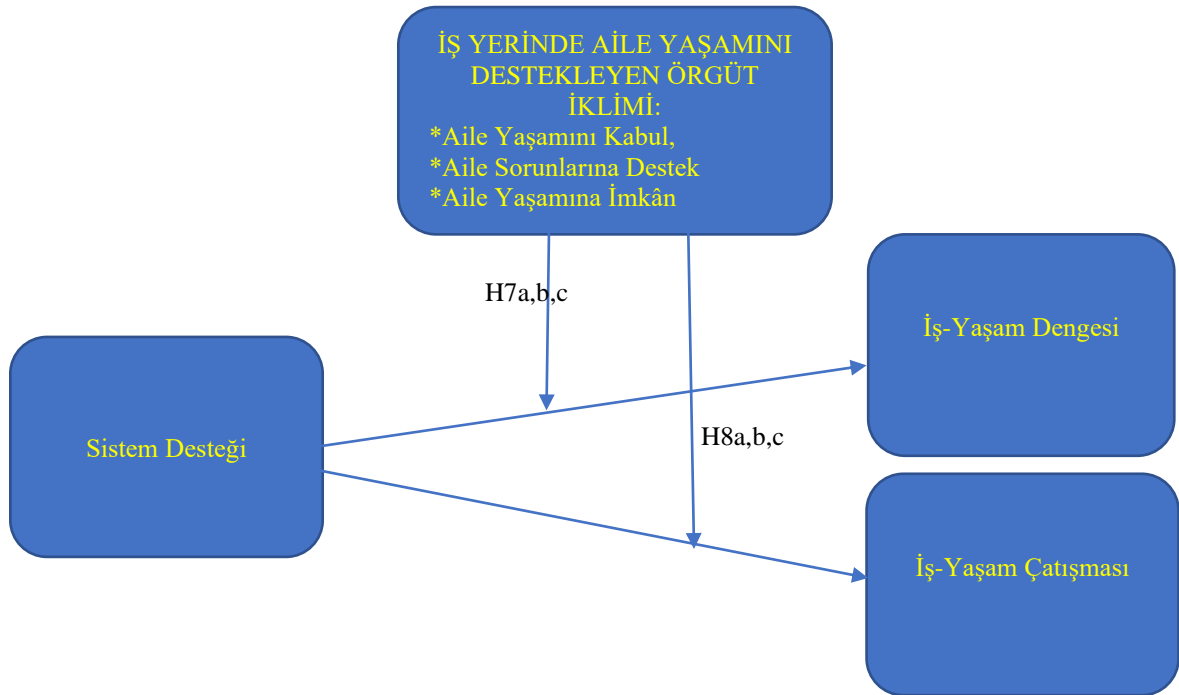 İŞ YERİNDE AİLE YAŞAMINI
DESTEKLEYEN ÖRGÜT
İKLİMİ:
*Aile Yaşamını Kabul,
*Aile Sorunlarına Destek
*Aile Yaşamına İmkân
H7a,b,c
İş-Yaşam Dengesi
Sistem Desteği
H8a,b,c
İş-Yaşam Çatışması